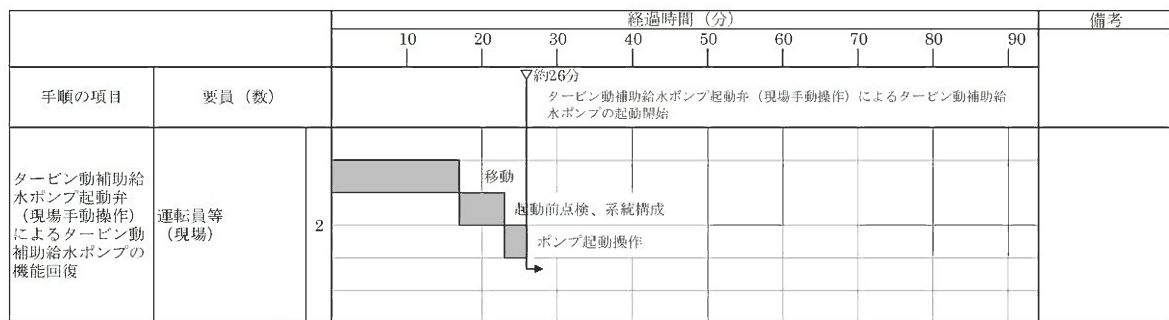 経過時間（分）
備考
10 20 30 40 50 60 70 80 90
手順の項目
要員（数）
▽約26分
タービン動補助給水ポンプ起動弁（現場手動操作）によるタービン動補助給
水ポンプの起動開始
タービン動補助給
水ポンプ起動弁
（現場手動操作）
によるタービン動
補助給水ポンプの
機能回復
運転員等
（現場）
2
移動
起動前点検、系統構成
ポンプ起動操作